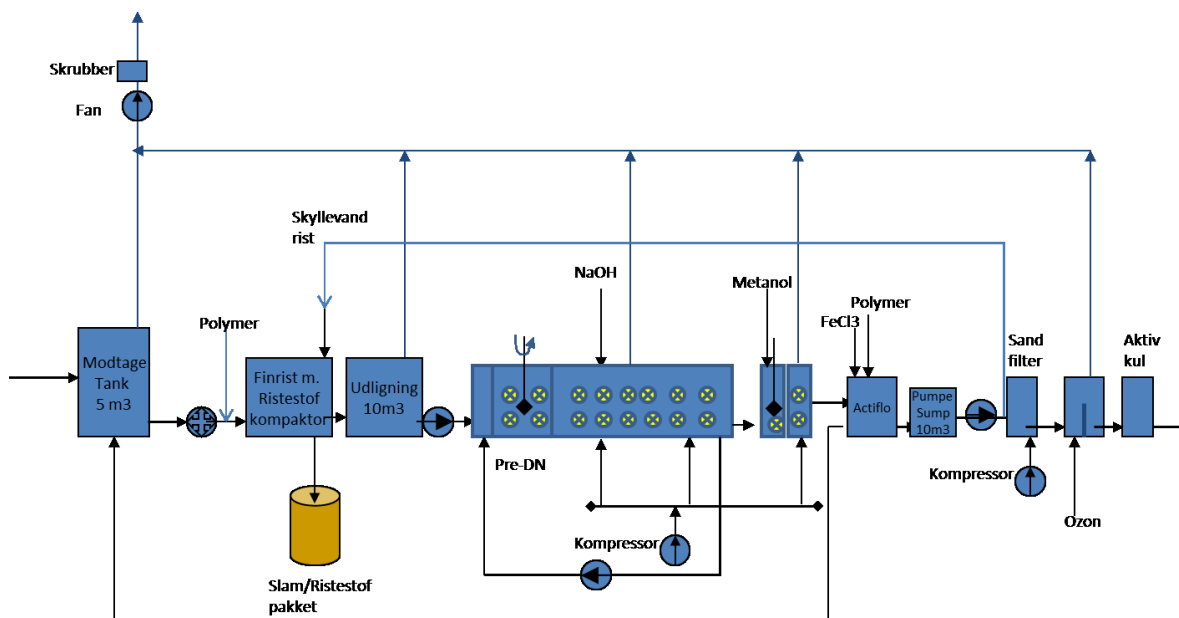 Skrubber
Fan
Skyllevand
rist
NaOH
Metanol
Polymer
FeCl3
Polymer
Sand
filter
Aktiv
kul
Modtage
Tank
5 m3
Finrist m.
Ristestof
kompaktor
Udligning
10m3
Actiflo
Pumpe
Sump
10m3
Pre-DN
Kompressor
Kompressor
Ozon
Slam/Ristestof
pakket